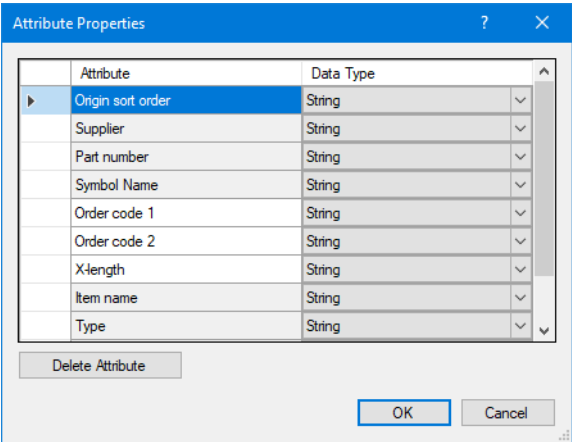 Attribute Properties ?
Attribute Data Type
Origin sort order String
Supplier String
Part number String
Symbol Name String
Order code 1 String
Order code 2 String
X-length String
Item name String
Type String
Delete Attribute
OK Cancel